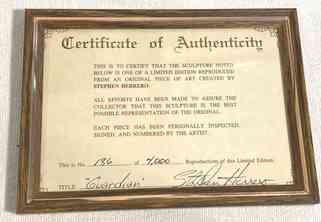 Certificate of Authenticity
THIS IS TO CERTIFY THAT THE SCULPTURE NOTED
BELOW IS ONE OF A LIMITED EDITION REPRODUCED
FROM AN ORIGINAL PIECE OF ART CREATED BY
STEPHEN HERRERO.
ALL EFFORTS HAVE BEEN MADE TO ASSURE THE
COLLECTOR THAT THIS SCULPTURE IS THE BEST
POSSIBLE REPRESENTATION OF THE ORIGINAL.
EACH PIECE HAS BEEN PERSONALLY INSPECTED,
SIGNED, AND NUMBERED BY THE ARTIST.
This is No. 136 of 4,000 Reproductions of this Limited Edition.
TITLE "Guardian" Stephen Herrero